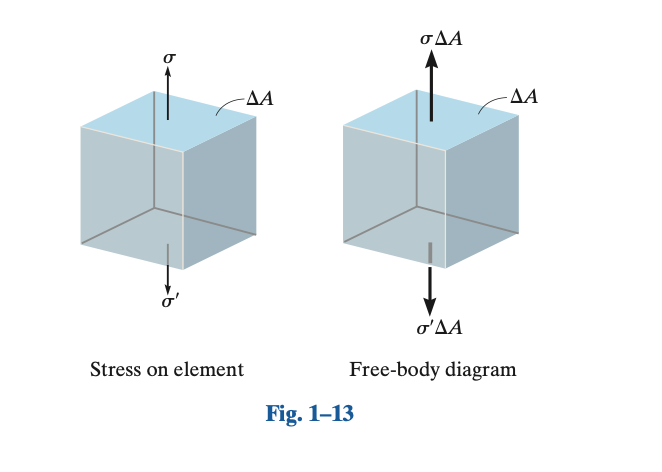 σ
ΔA
σ′
Stress on element
σ ΔA
ΔA
σ′ΔA
Free-body diagram
Fig. 1–13